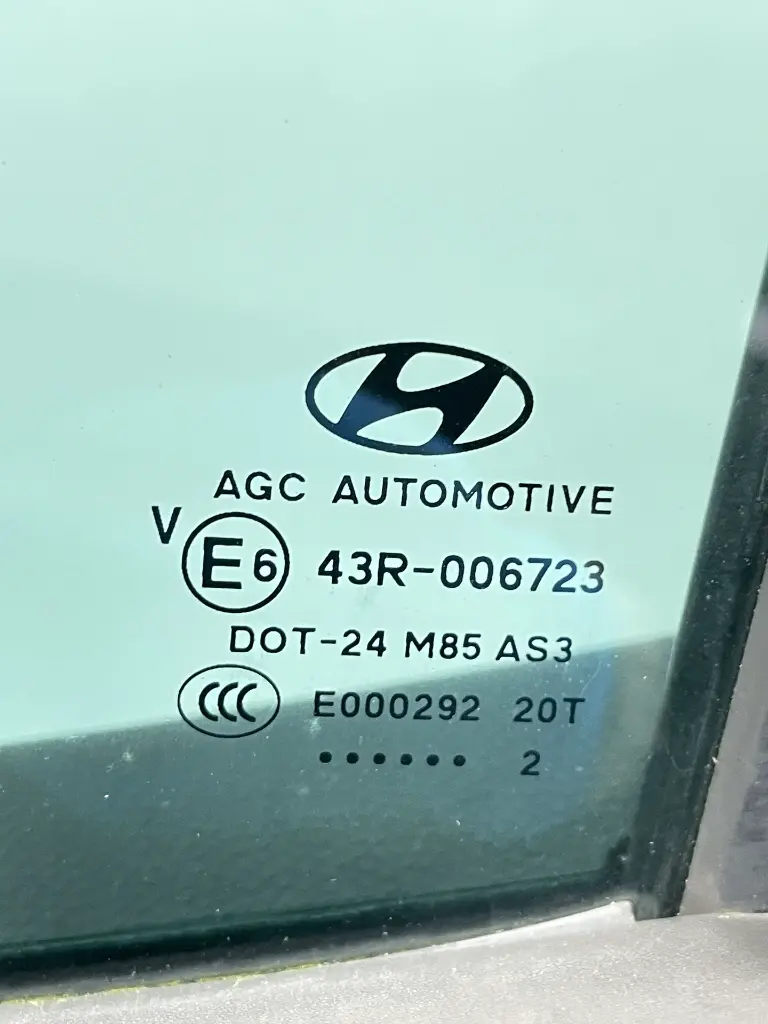 AGC AUTOMOTIVE
V E6 43R-006723
DOT-24 M85 AS3
CCC E000292 20T
•••••• 2